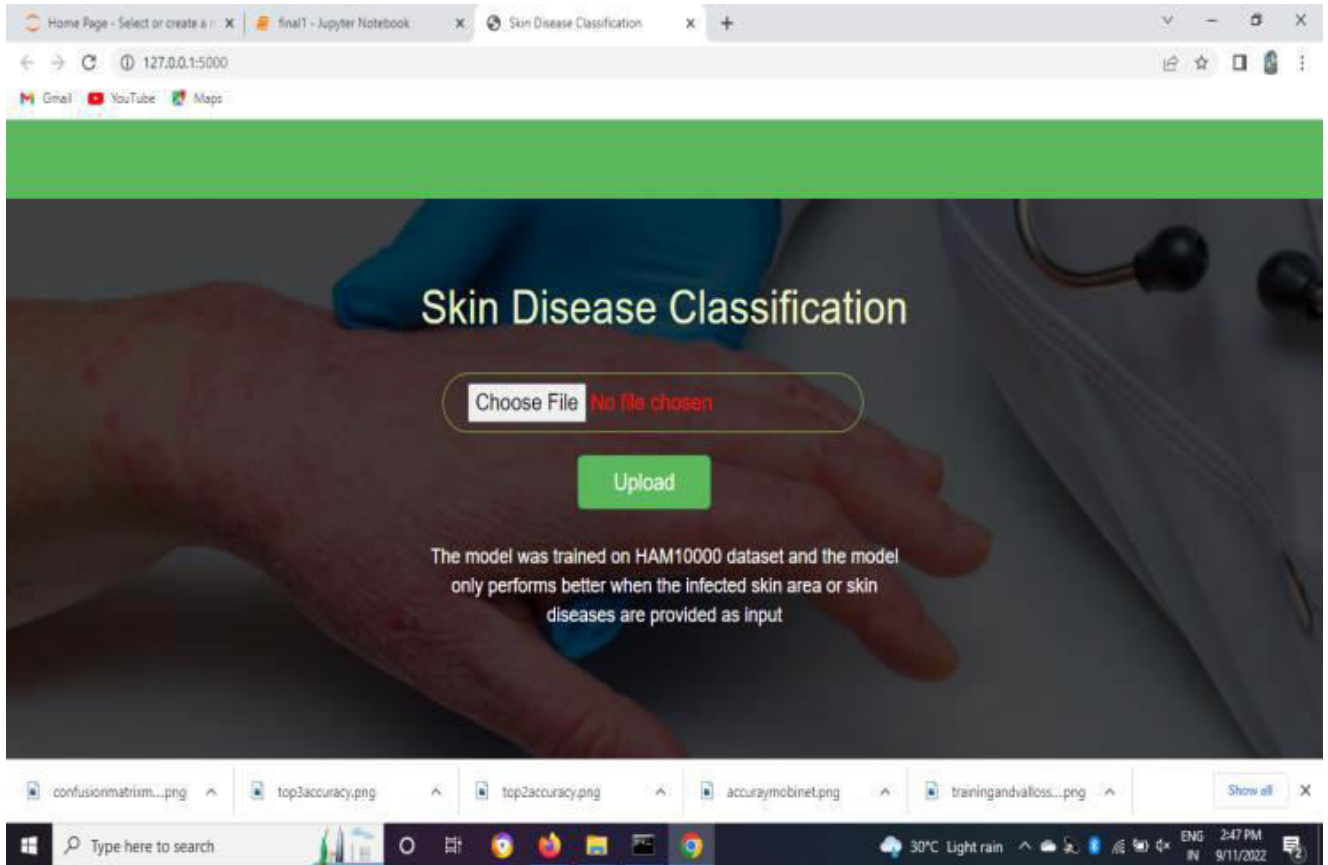 Home Page - Select or create a n
final1 - Jupyter Notebook
Skin Disease Classification
127.0.0.1:5000
Gmail
YouTube
Maps
Skin Disease Classification
Choose File No file chosen
Upload
The model was trained on HAM10000 dataset and the model
only performs better when the infected skin area or skin
diseases are provided as input
confusionmatrixm....png
top3accuracy.png
top2accuracy.png
accuraymobinet.png
trainingandvalloss....png
Show all
Type here to search
30°C Light rain
ENG
IN
2:47 PM
9/11/2022
2